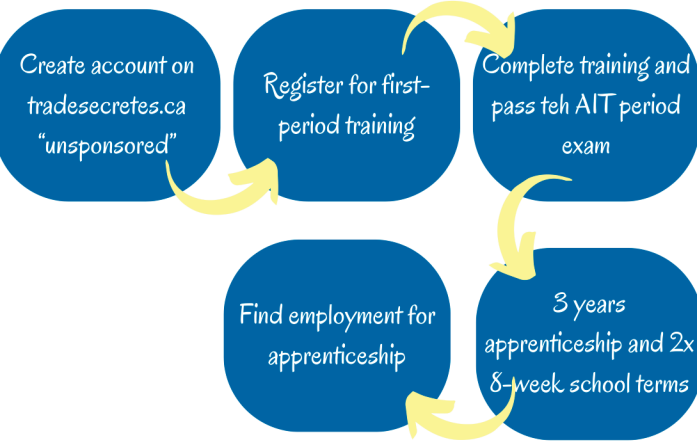 Create account on
tradesecretes.ca
“unsponsored”
Register for first-
period training
Complete training and
pass teh AIT period
exam
3 years
apprenticeship and 2x
8-week school terms
Find employment for
apprenticeship